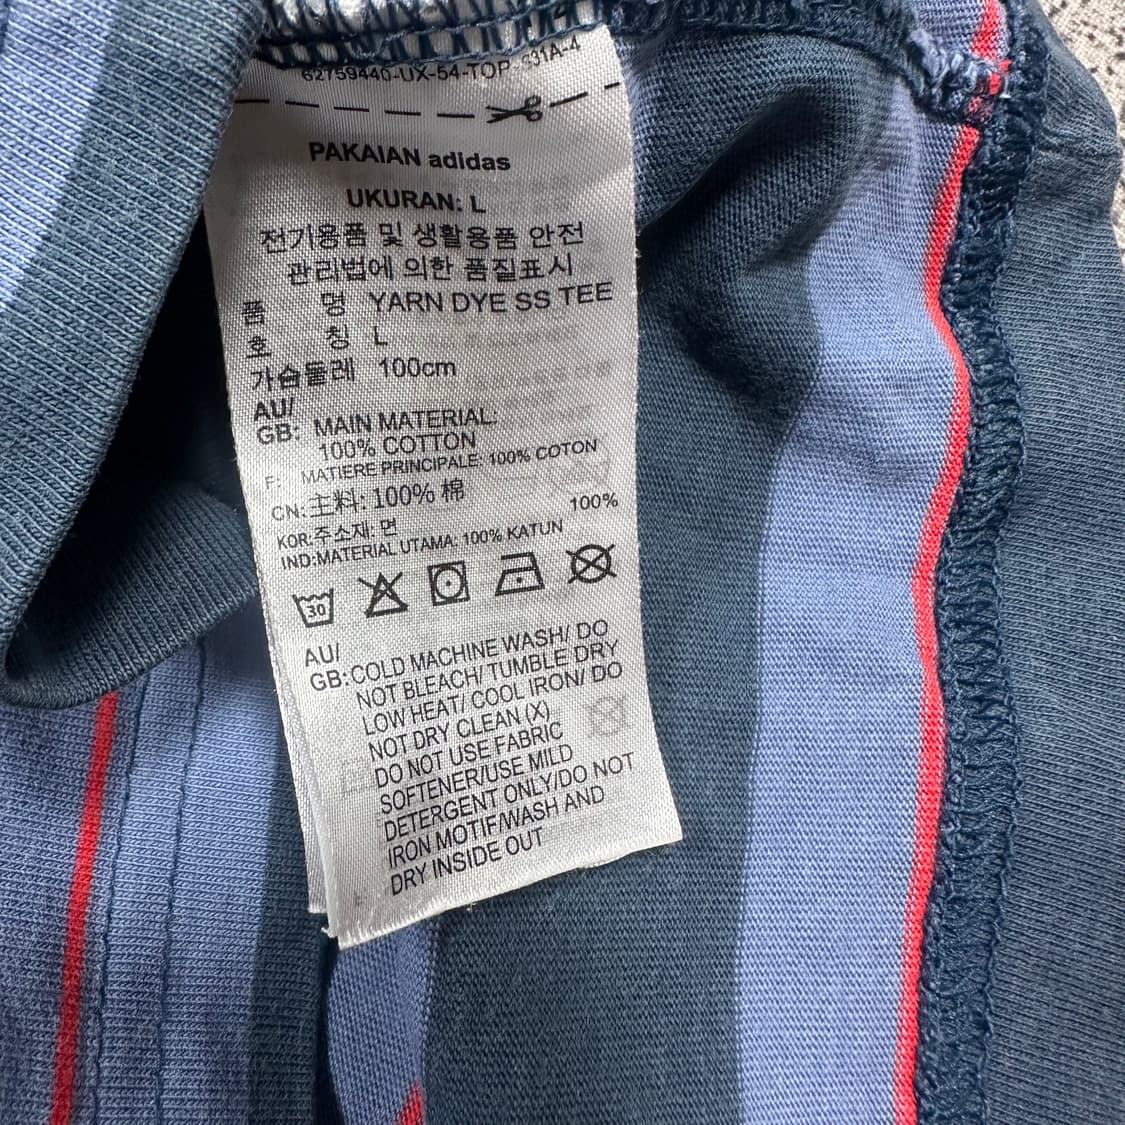 62759440-UX-54-TOP-S31A-4
PAKAIAN adidas
UKURAN: L
전기용품 및 생활용품 안전
관리법에 의한 품질표시
품 명 YARN DYE SS TEE
호 칭 L
가슴둘레 100cm
AU/
GB: MAIN MATERIAL:
100% COTTON
F: MATIERE PRINCIPALE: 100% COTON
CN:主料: 100% 棉
KOR:주소재: 면 100%
IND:MATERIAL UTAMA: 100% KATUN
30
AU/
GB:COLD MACHINE WASH/ DO
NOT BLEACH/ TUMBLE DRY
LOW HEAT/ COOL IRON/ DO
NOT DRY CLEAN (X)
DO NOT USE FABRIC
SOFTENER/USE MILD
DETERGENT ONLY/DO NOT
IRON MOTIF/WASH AND
DRY INSIDE OUT